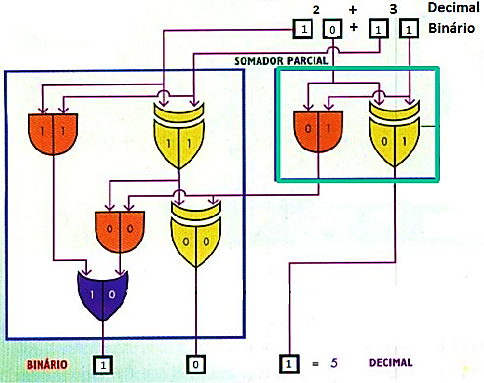 2 + 3 Decimal
1 0 + 1 1 Binário
SOMADOR PARCIAL
1 1
1 1
0 1
0 1
0 0
0 0
1 0
BINÁRIO 1 0 1 = 5 DECIMAL